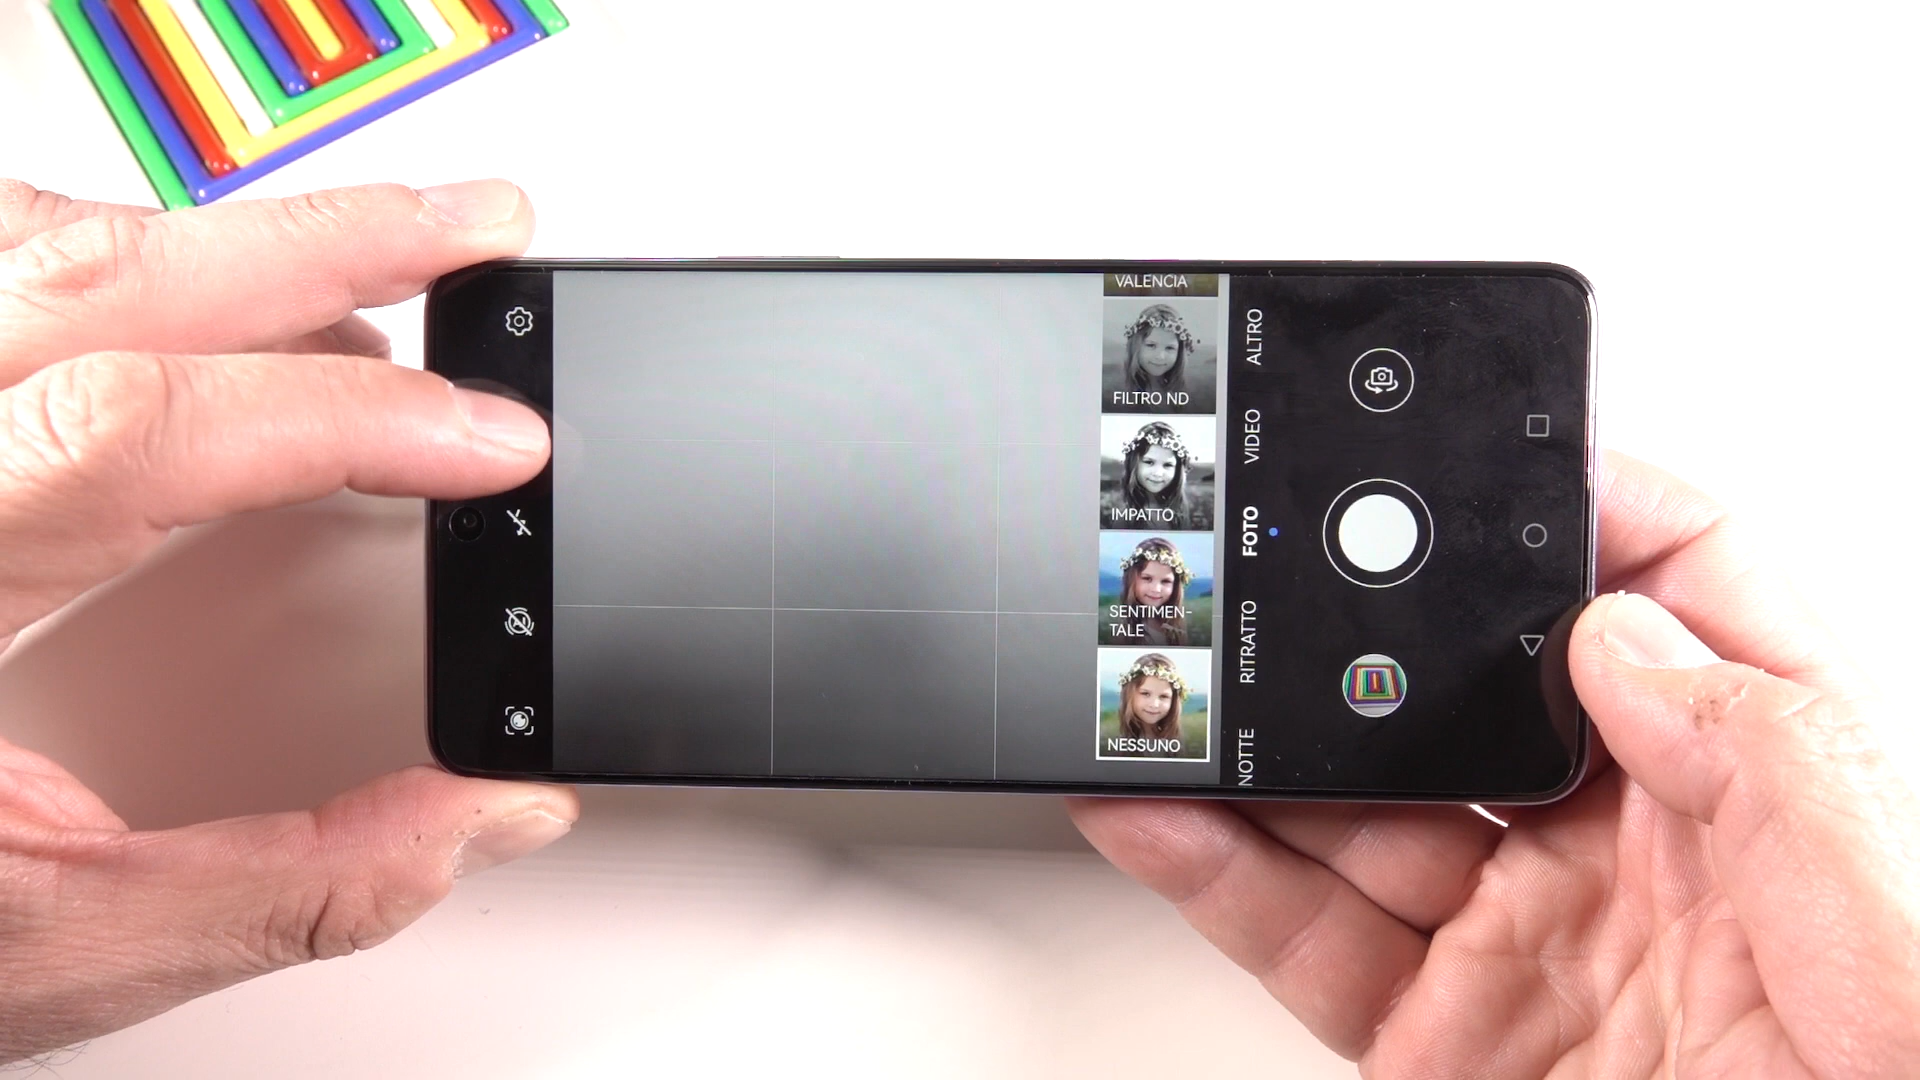 VALENCIA
FILTRO ND
IMPATTO
SENTIMEN-
TALE
NESSUNO
ALTRO
VIDEO
FOTO
RITRATTO
NOTTE